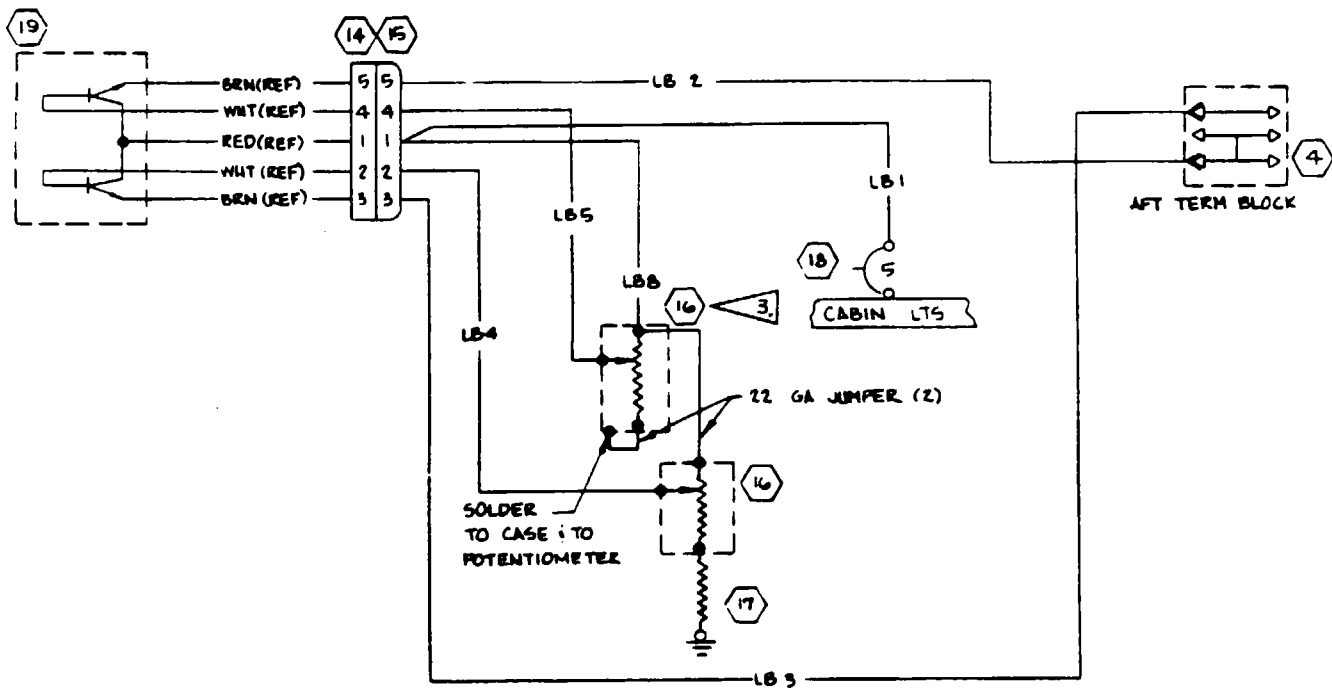 19
14 15
BRN(REF) 5 5 LB 2
WHT(REF) 4 4
RED(REF) 1 1
WHT(REF) 2 2
BRN(REF) 3 3
4
AFT TERM BLOCK
LB1
LB5
18 5
LB8
16 3.
CABIN LTS
LB4
22 GA JUMPER (2)
16
SOLDER
TO CASE & TO
POTENTIOMETER
17
LB 3